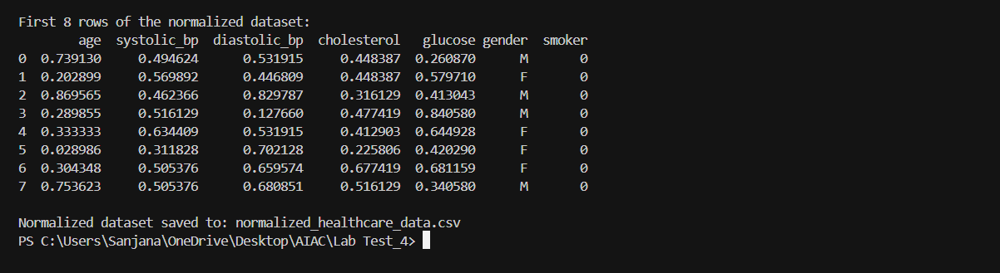 First 8 rows of the normalized dataset:
        age  systolic_bp  diastolic_bp  cholesterol   glucose gender  smoker
0  0.739130     0.494624      0.531915     0.448387  0.260870      M       0
1  0.202899     0.569892      0.446809     0.448387  0.579710      F       0
2  0.869565     0.462366      0.829787     0.316129  0.413043      M       0
3  0.289855     0.516129      0.127660     0.477419  0.840580      M       0
4  0.333333     0.634409      0.531915     0.412903  0.644928      F       0
5  0.028986     0.311828      0.702128     0.225806  0.420290      F       0
6  0.304348     0.505376      0.659574     0.677419  0.681159      F       0
7  0.753623     0.505376      0.680851     0.516129  0.340580      M       0
Normalized dataset saved to: normalized_healthcare_data.csv
PS C:\Users\Sanjana\OneDrive\Desktop\AIAC\Lab Test_4>